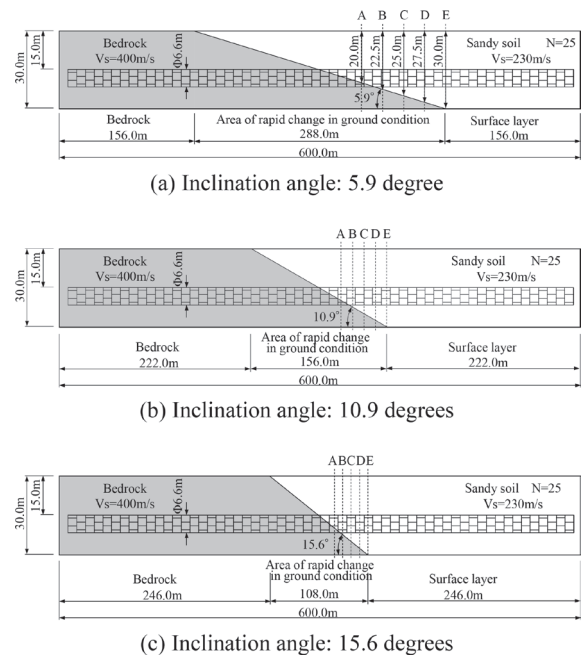 A B C D E
Bedrock
Vs=400m/s
Φ6.6m
30.0m
15.0m
20.0m
22.5m
25.0m
27.5m
30.0m
Sandy soil N=25
Vs=230m/s
5.9°
Bedrock Area of rapid change in ground condition Surface layer
156.0m 288.0m 156.0m
600.0m
(a) Inclination angle: 5.9 degree
A B C D E
Bedrock
Vs=400m/s
Φ6.6m
30.0m
15.0m
Sandy soil N=25
Vs=230m/s
10.9°
Area of rapid change
Bedrock in ground condition Surface layer
222.0m 156.0m 222.0m
600.0m
(b) Inclination angle: 10.9 degrees
ABCDE
Bedrock
Vs=400m/s
Φ6.6m
30.0m
15.0m
Sandy soil N=25
Vs=230m/s
15.6°
Area of rapid change
Bedrock in ground condition Surface layer
246.0m 108.0m 246.0m
600.0m
(c) Inclination angle: 15.6 degrees